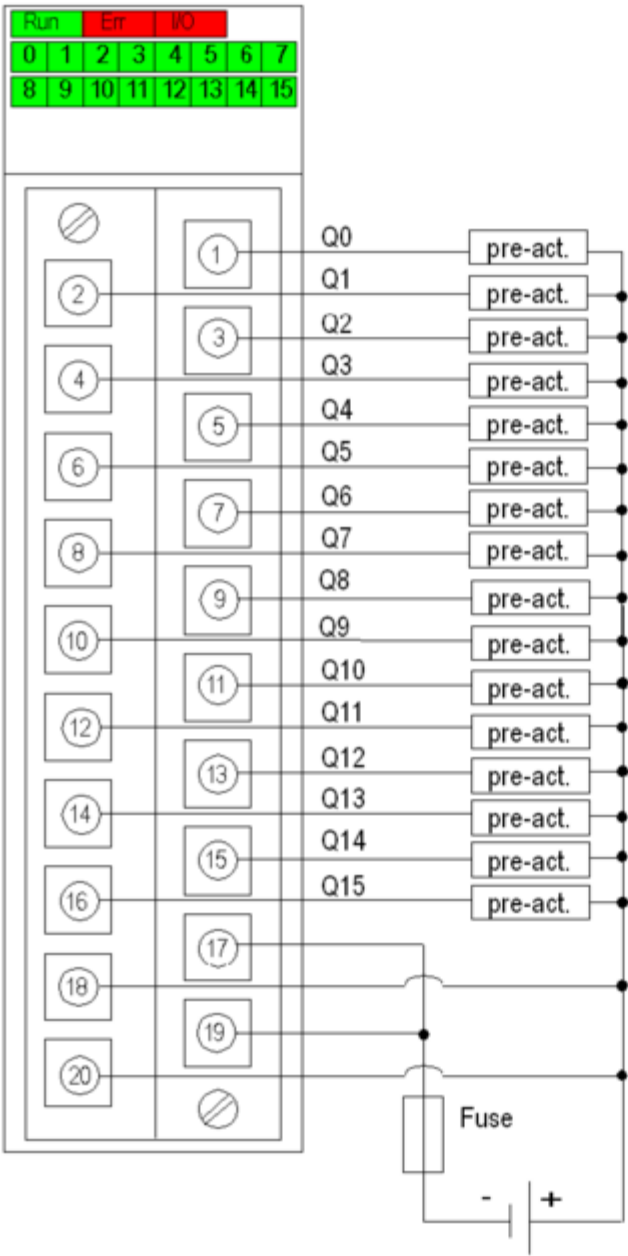 Run Err I/O
0 1 2 3 4 5 6 7
8 9 10 11 12 13 14 15
1 Q0 pre-act.
2 Q1 pre-act.
3 Q2 pre-act.
4 Q3 pre-act.
5 Q4 pre-act.
6 Q5 pre-act.
7 Q6 pre-act.
8 Q7 pre-act.
9 Q8 pre-act.
10 Q9 pre-act.
11 Q10 pre-act.
12 Q11 pre-act.
13 Q12 pre-act.
14 Q13 pre-act.
15 Q14 pre-act.
16 Q15 pre-act.
17
18
19
20
Fuse
- +